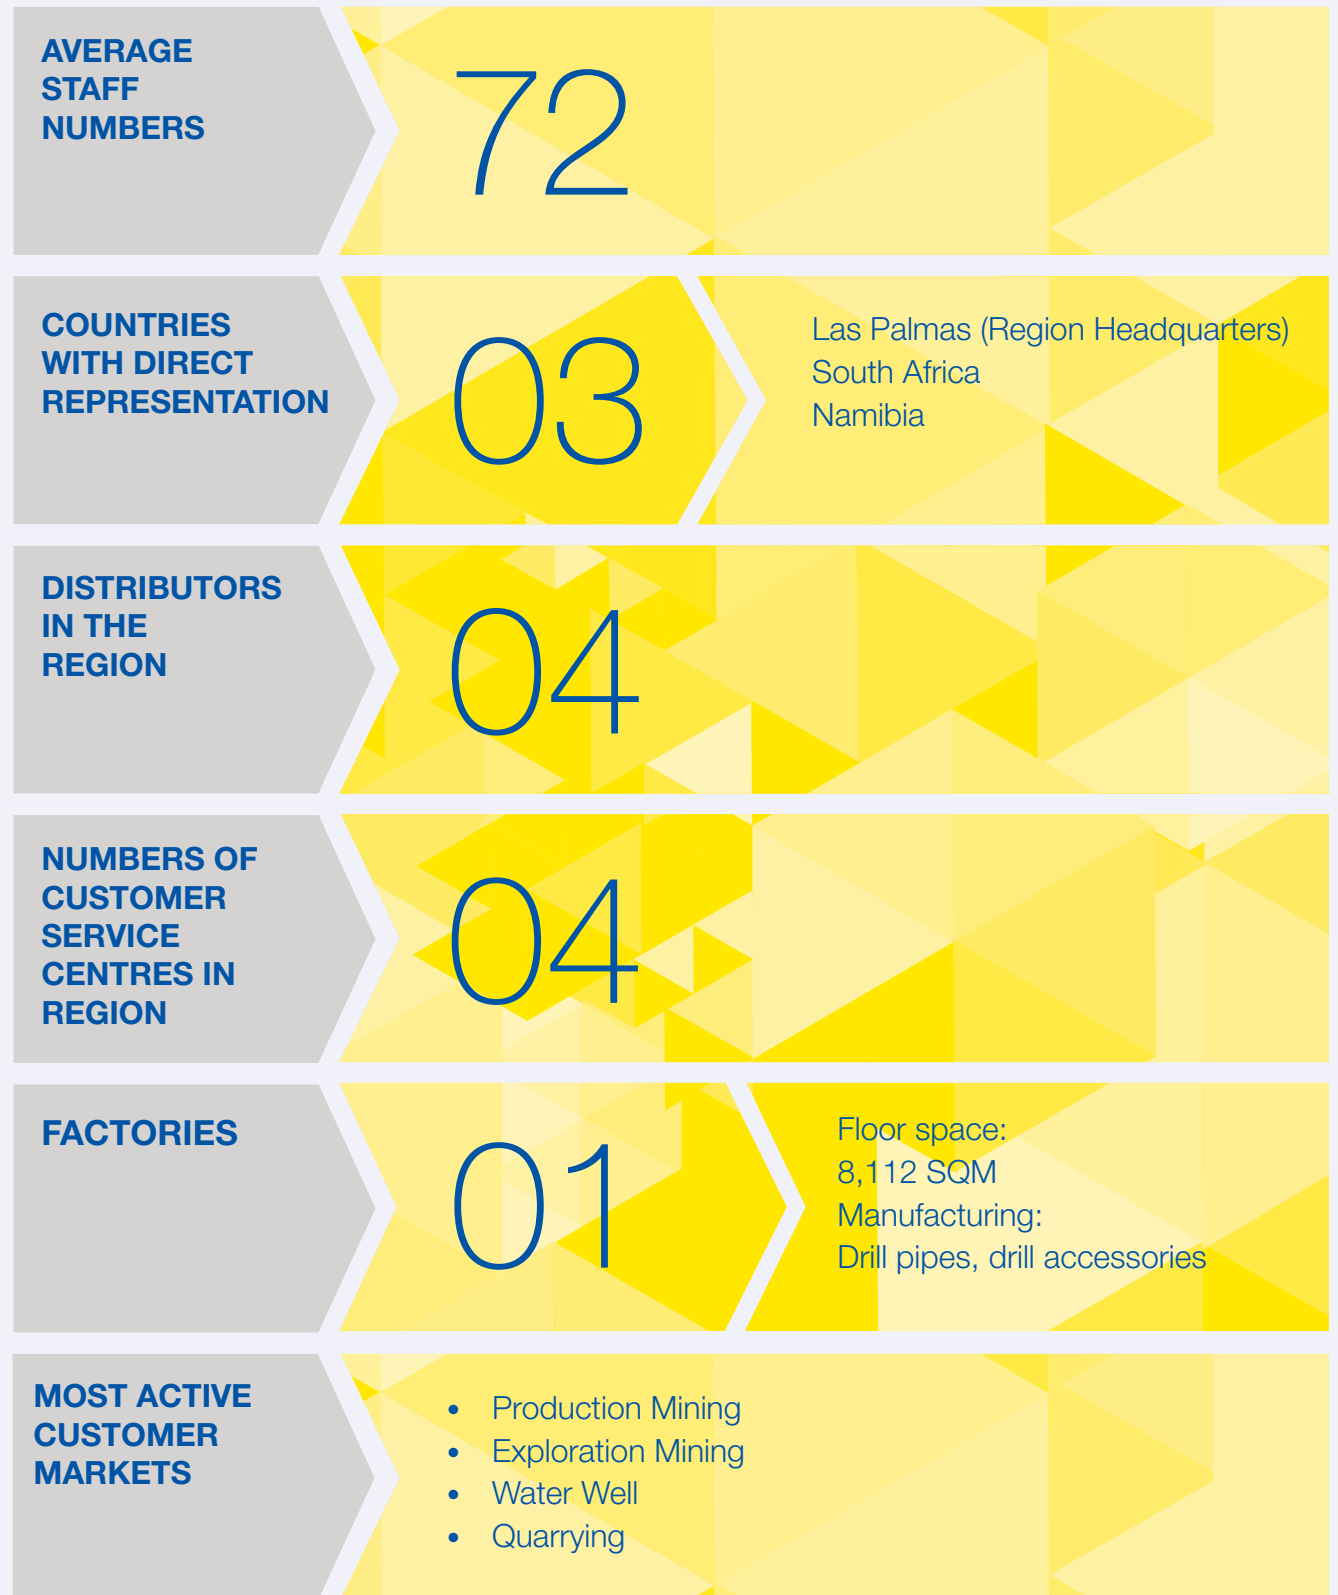 AVERAGE
STAFF
NUMBERS
72
COUNTRIES
WITH DIRECT
REPRESENTATION
03
Las Palmas (Region Headquarters)
South Africa
Namibia
DISTRIBUTORS
IN THE
REGION
04
NUMBERS OF
CUSTOMER
SERVICE
CENTRES IN
REGION
04
FACTORIES
01
Floor space:
8,112 SQM
Manufacturing:
Drill pipes, drill accessories
MOST ACTIVE
CUSTOMER
MARKETS
• Production Mining
• Exploration Mining
• Water Well
• Quarrying